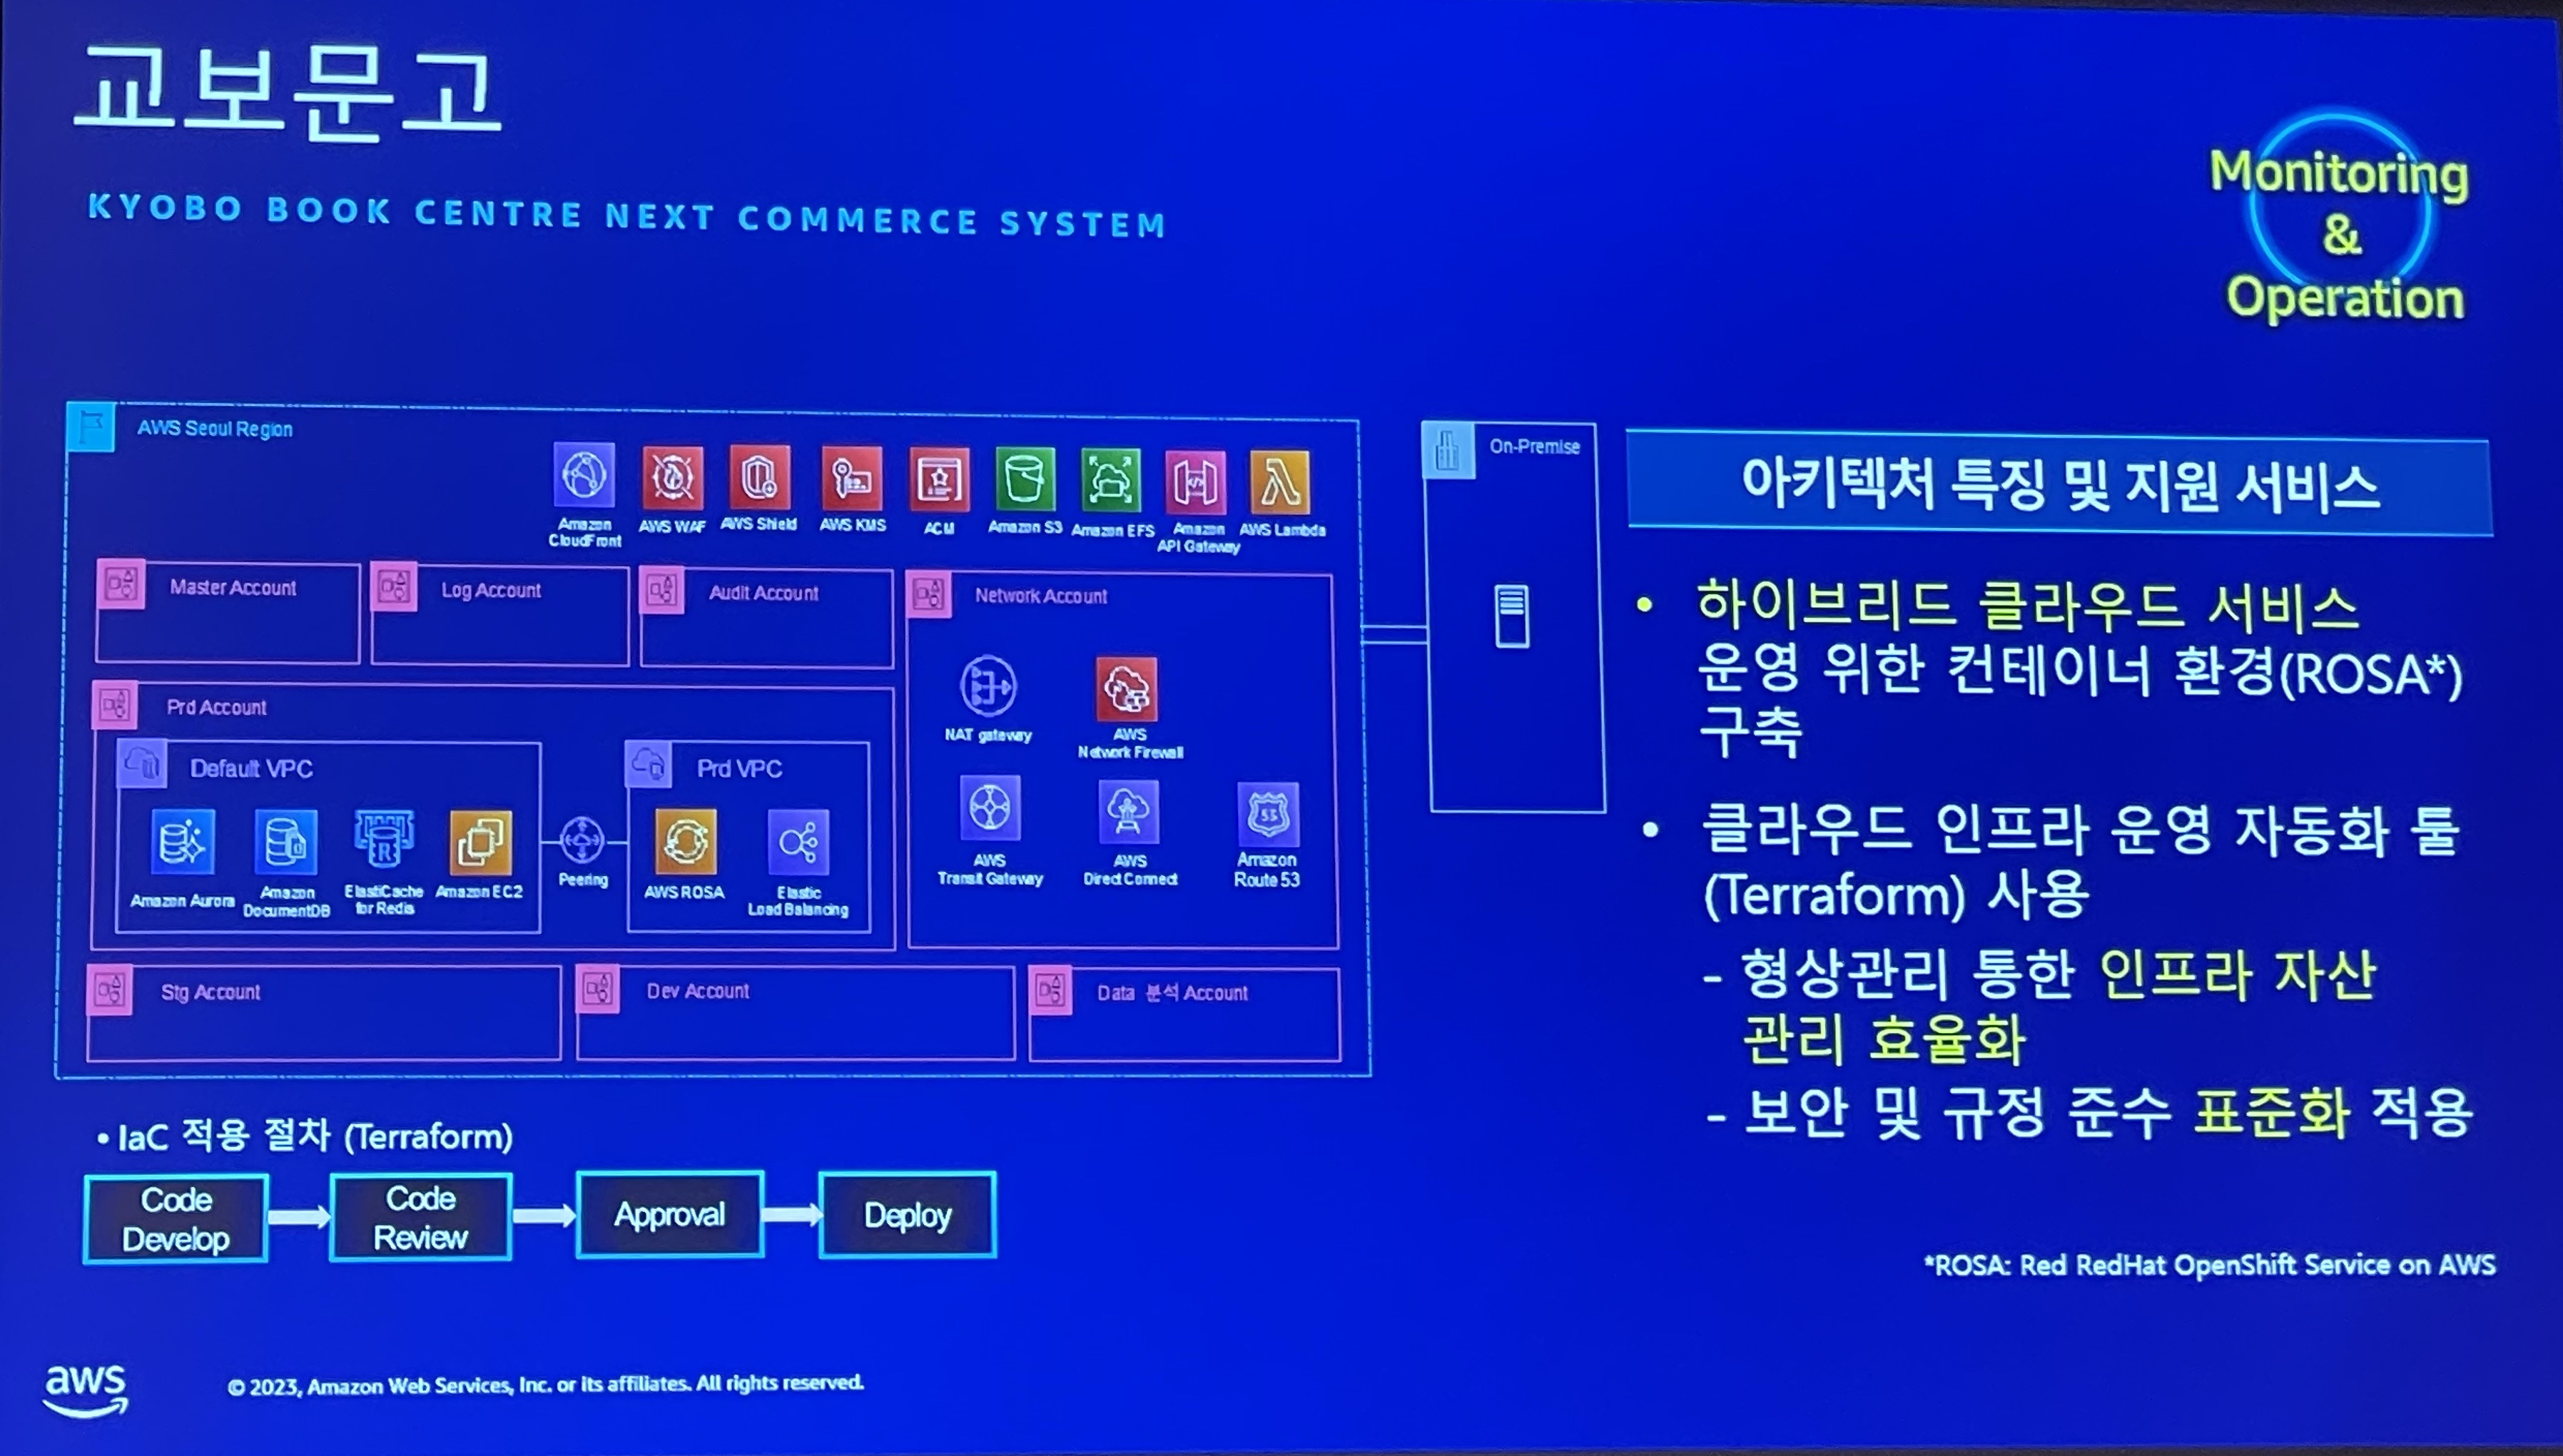 교보문고
KYOBO BOOK CENTRE NEXT COMMERCE SYSTEM
Monitoring
&
Operation
AWS Seoul Region
Amazon
CloudFront
AWS WAF
AWS Shield
AWS KMS
ACM
Amazon S3
Amazon EFS
Amazon
API Gateway
AWS Lambda
Master Account
Log Account
Audit Account
Network Account
NAT gateway
AWS
Network Firewall
AWS
Transit Gateway
AWS
Direct Connect
53
Amazon
Route 53
Prd Account
Default VPC
Amazon Aurora
Amazon
DocumentDB
R
ElastiCache
for Redis
Amazon EC2
Peering
Prd VPC
AWS ROSA
Elastic
Load Balancing
Stg Account
Dev Account
Data 분석 Account
On-Premise
아키텍처 특징 및 지원 서비스
• 하이브리드 클라우드 서비스
운영 위한 컨테이너 환경(ROSA*)
구축
• 클라우드 인프라 운영 자동화 툴
(Terraform) 사용
- 형상관리 통한 인프라 자산
관리 효율화
- 보안 및 규정 준수 표준화 적용
• IaC 적용 절차 (Terraform)
Code
Develop
Code
Review
Approval
Deploy
*ROSA: Red RedHat OpenShift Service on AWS
aws
© 2023, Amazon Web Services, Inc. or its affiliates. All rights reserved.